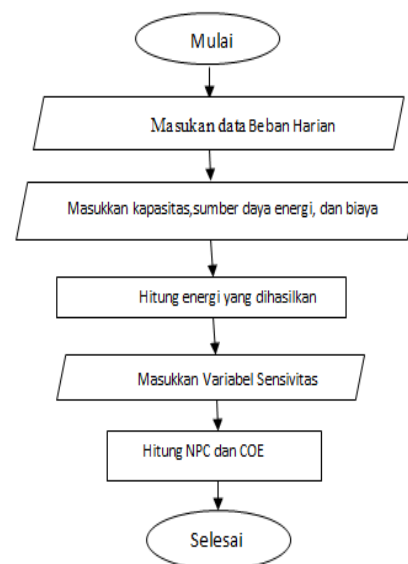 Mulai
Masukan data Beban Harian
Masukkan kapasitas,sumber daya energi, dan biaya
Hitung energi yang dihasilkan
Masukkan Variabel Sensivitas
Hitung NPC dan COE
Selesai